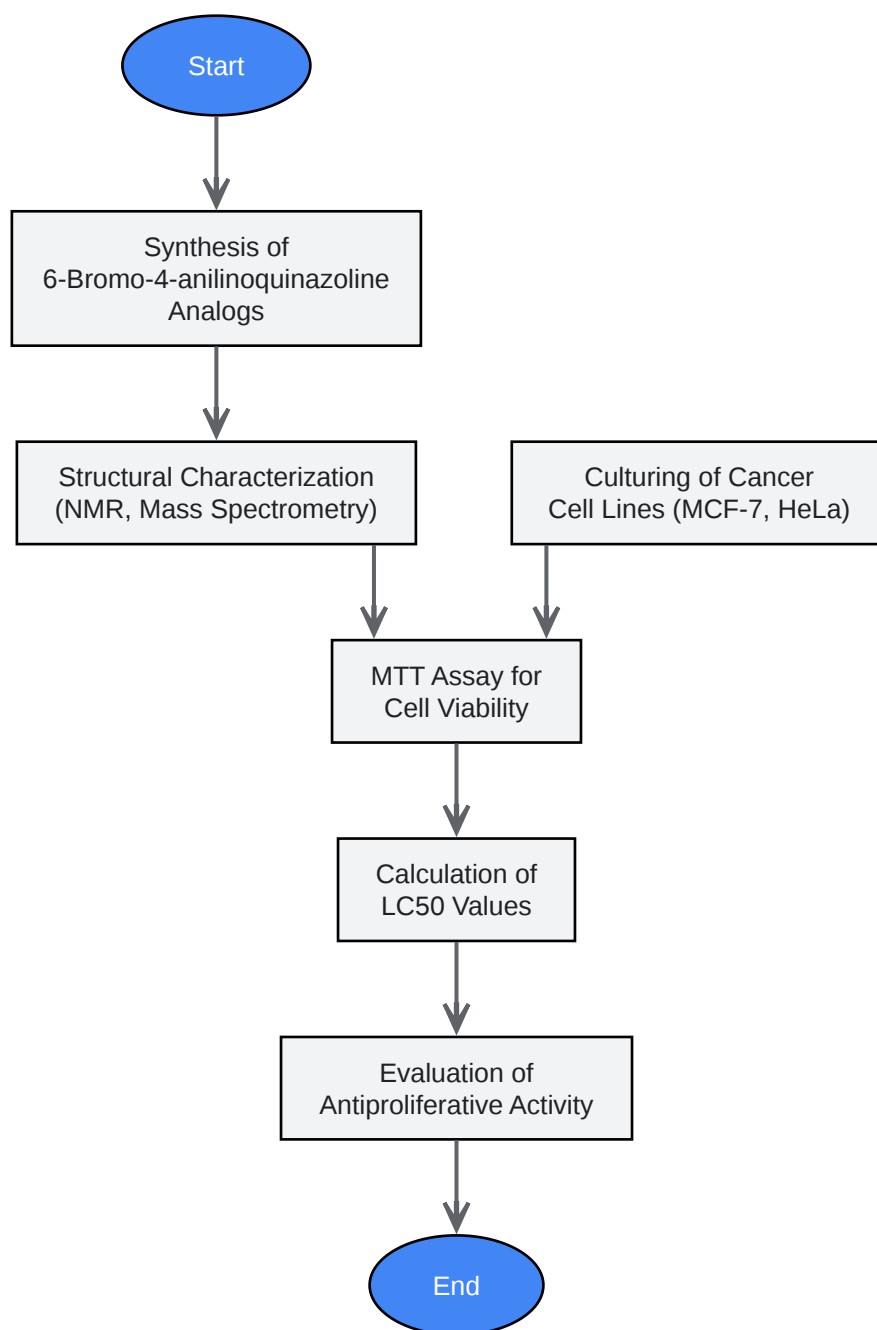 Start
Synthesis of
6-Bromo-4-anilinoquinazoline
Analogs
Structural Characterization
(NMR, Mass Spectrometry)
Culturing of Cancer
Cell Lines (MCF-7, HeLa)
MTT Assay for
Cell Viability
Calculation of
LC50 Values
Evaluation of
Antiproliferative Activity
End